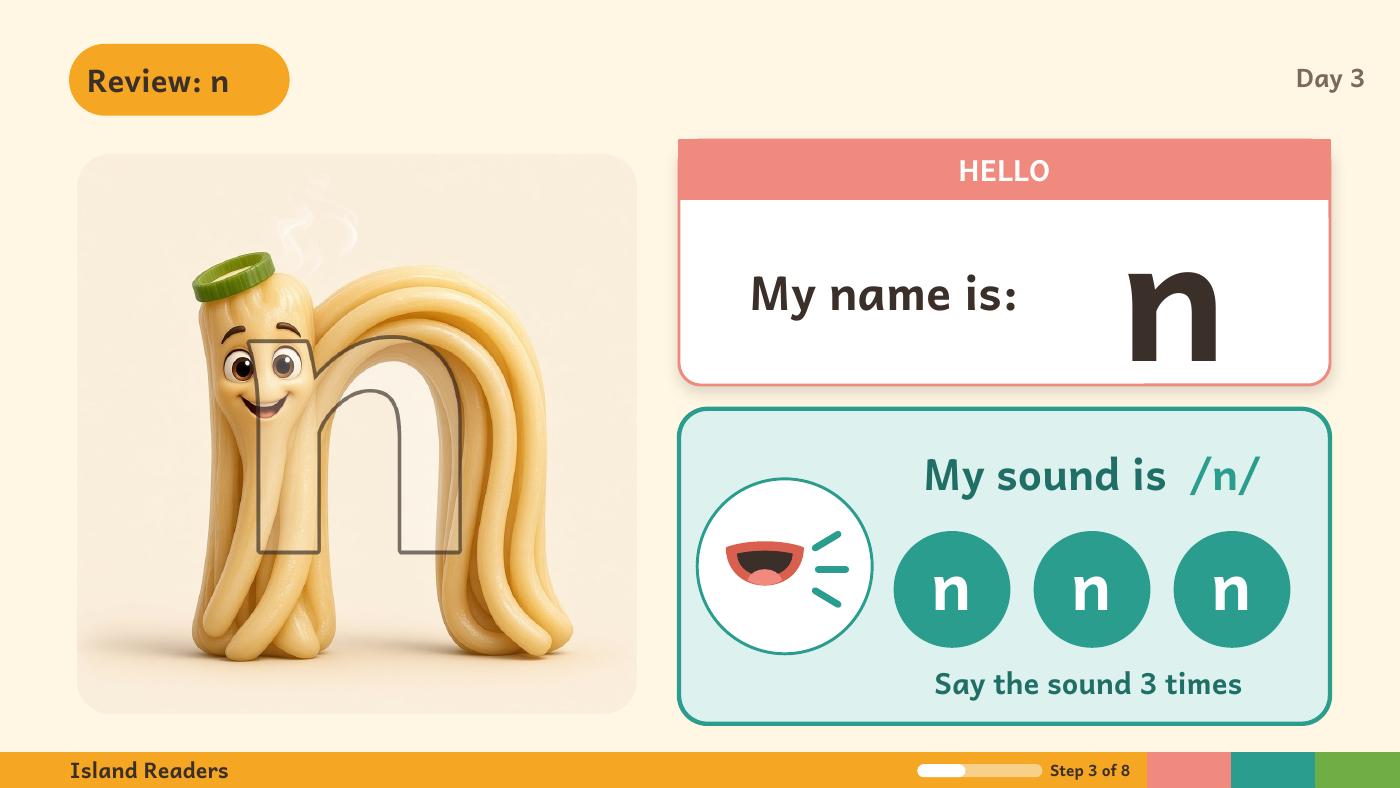 Review: n
Day 3
HELLO
My name is: n
n
My sound is /n/
n n n
Say the sound 3 times
Island Readers
Step 3 of 8